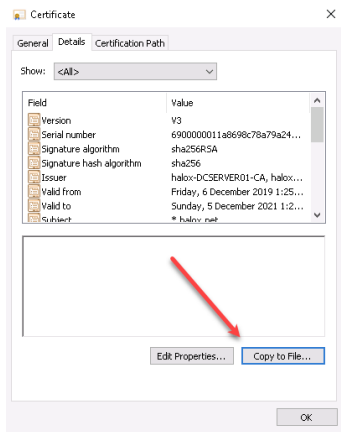 Certificate
General Details Certification Path
Show: <All>
Field Value
Version V3
Serial number 6900000011a8698c78a79a24...
Signature algorithm sha256RSA
Signature hash algorithm sha256
Issuer halox-DCSERVER01-CA, halox...
Valid from Friday, 6 December 2019 1:25...
Valid to Sunday, 5 December 2021 1:2...
Subject *.halox.net
Edit Properties... Copy to File...
OK